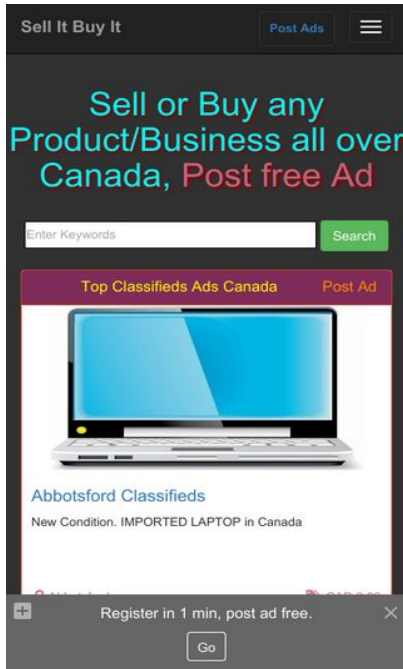 Sell It Buy It
Post Ads
Sell or Buy any
Product/Business all over
Canada, Post free Ad
Enter Keywords
Search
Top Classifieds Ads Canada
Post Ad
Abbotsford Classifieds
New Condition. IMPORTED LAPTOP in Canada
Register in 1 min, post ad free.
Go